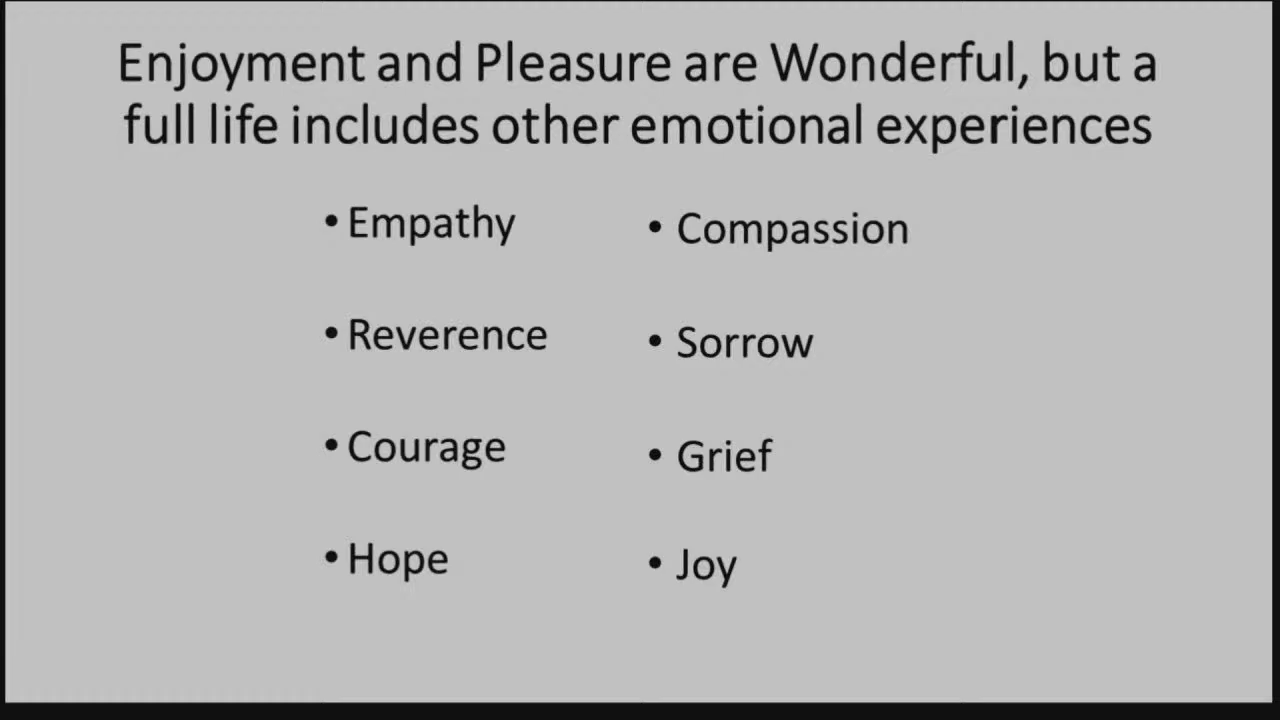 Enjoyment and Pleasure are Wonderful, but a
full life includes other emotional experiences
• Empathy
• Reverence
• Courage
• Hope
• Compassion
• Sorrow
• Grief
• Joy